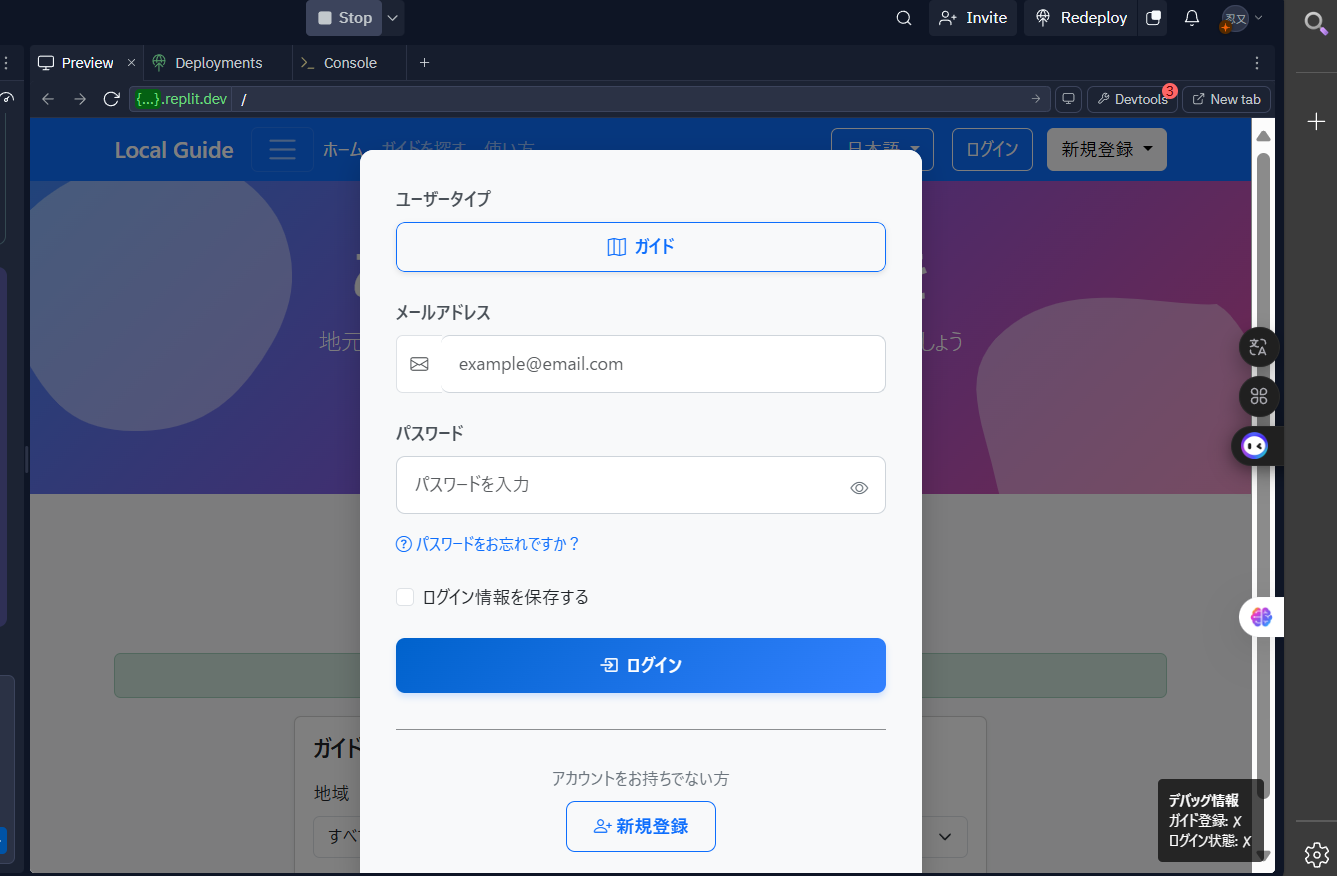 Stop
Invite
Redeploy
忍又
Preview
Deployments
Console
{...}.replit.dev /
Devtools
3
New tab
Local Guide
ホーム
ガイドを探す
使い方
日本語
ログイン
新規登録
地元
しょう
ユーザータイプ
ガイド
メールアドレス
example@email.com
パスワード
パスワードを入力
パスワードをお忘れですか？
ログイン情報を保存する
ログイン
アカウントをお持ちでない方
新規登録
ガイド
地域
すべ
デバッグ情報
ガイド登録: ✗
ログイン状態: ✗